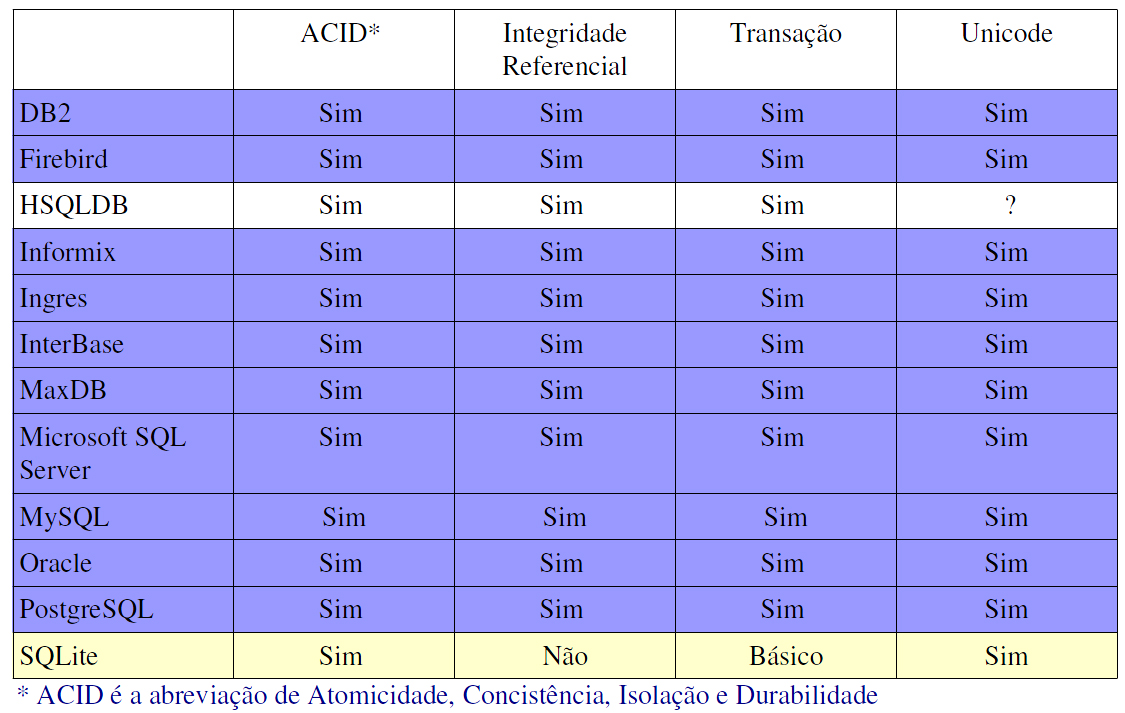 ACID* Integridade Referencial Transação Unicode
DB2 Sim Sim Sim Sim
Firebird Sim Sim Sim Sim
HSQLDB Sim Sim Sim ?
Informix Sim Sim Sim Sim
Ingres Sim Sim Sim Sim
InterBase Sim Sim Sim Sim
MaxDB Sim Sim Sim Sim
Microsoft SQL Server Sim Sim Sim Sim
MySQL Sim Sim Sim Sim
Oracle Sim Sim Sim Sim
PostgreSQL Sim Sim Sim Sim
SQLite Sim Não Básico Sim
* ACID é a abreviação de Atomicidade, Concistência, Isolação e Durabilidade